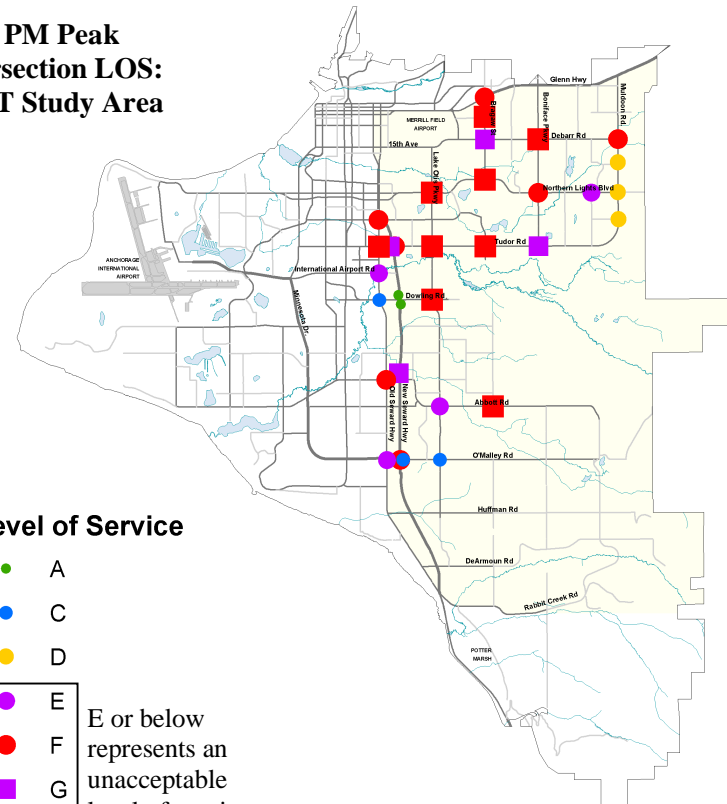 PM Peak
rsection LOS:
T Study Area
Glenn Hwy
Muldoon Rd
Boniface Pkwy
Bragaw St
MERRILL FIELD
AIRPORT
Debarr Rd
15th Ave
Lake Otis Pkwy
Northern Lights Blvd
Tudor Rd
ANCHORAGE
INTERNATIONAL
AIRPORT
International Airport Rd
Minnesota Dr.
Dowling Rd
Old Seward Hwy
New Seward Hwy
Abbott Rd
O'Malley Rd
Huffman Rd
DeArmoun Rd
Rabbit Creek Rd
POTTER
MARSH
evel of Service
A
C
D
E
F
G
E or below
represents an
unacceptable